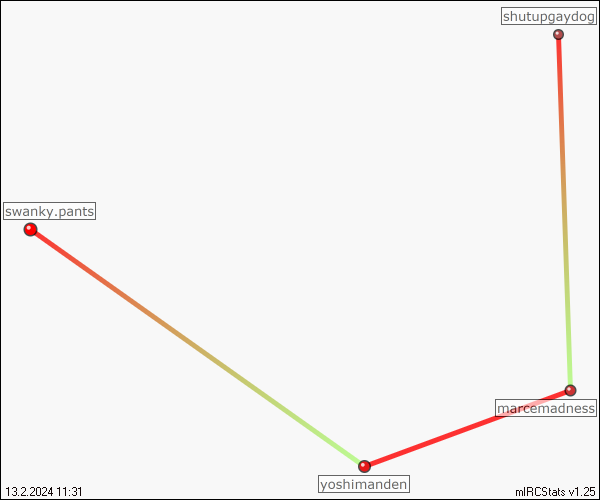 shutupgaydog
swanky.pants
marcemadness
yoshimanden
13.2.2024 11:31
mIRCStats v1.25